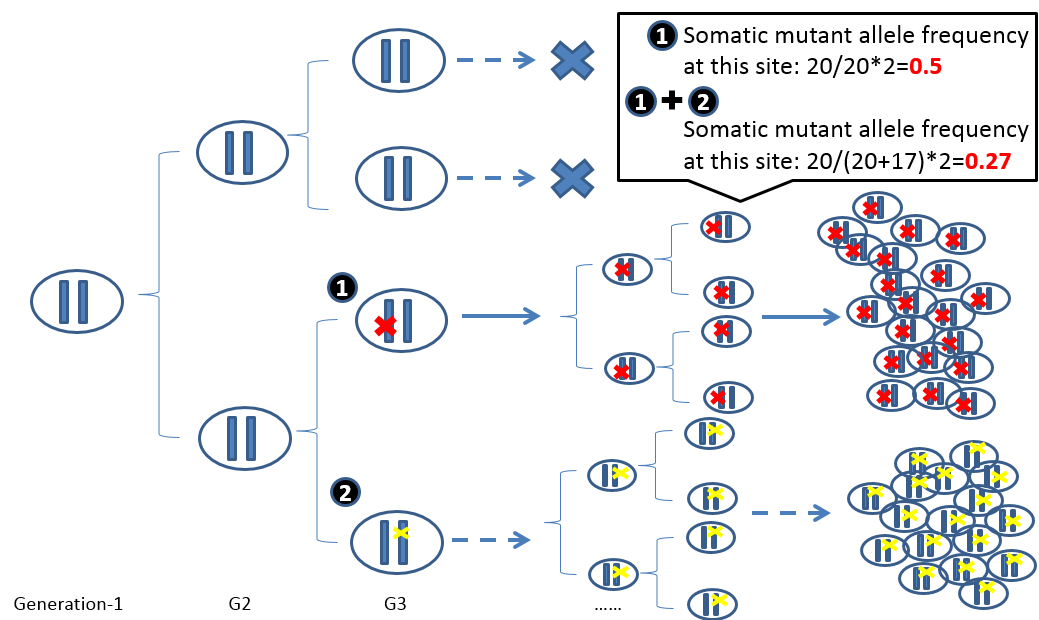 1 Somatic mutant allele frequency
at this site: 20/20*2=0.5
1 + 2
Somatic mutant allele frequency
at this site: 20/(20+17)*2=0.27
1
2
Generation-1 G2 G3 ......